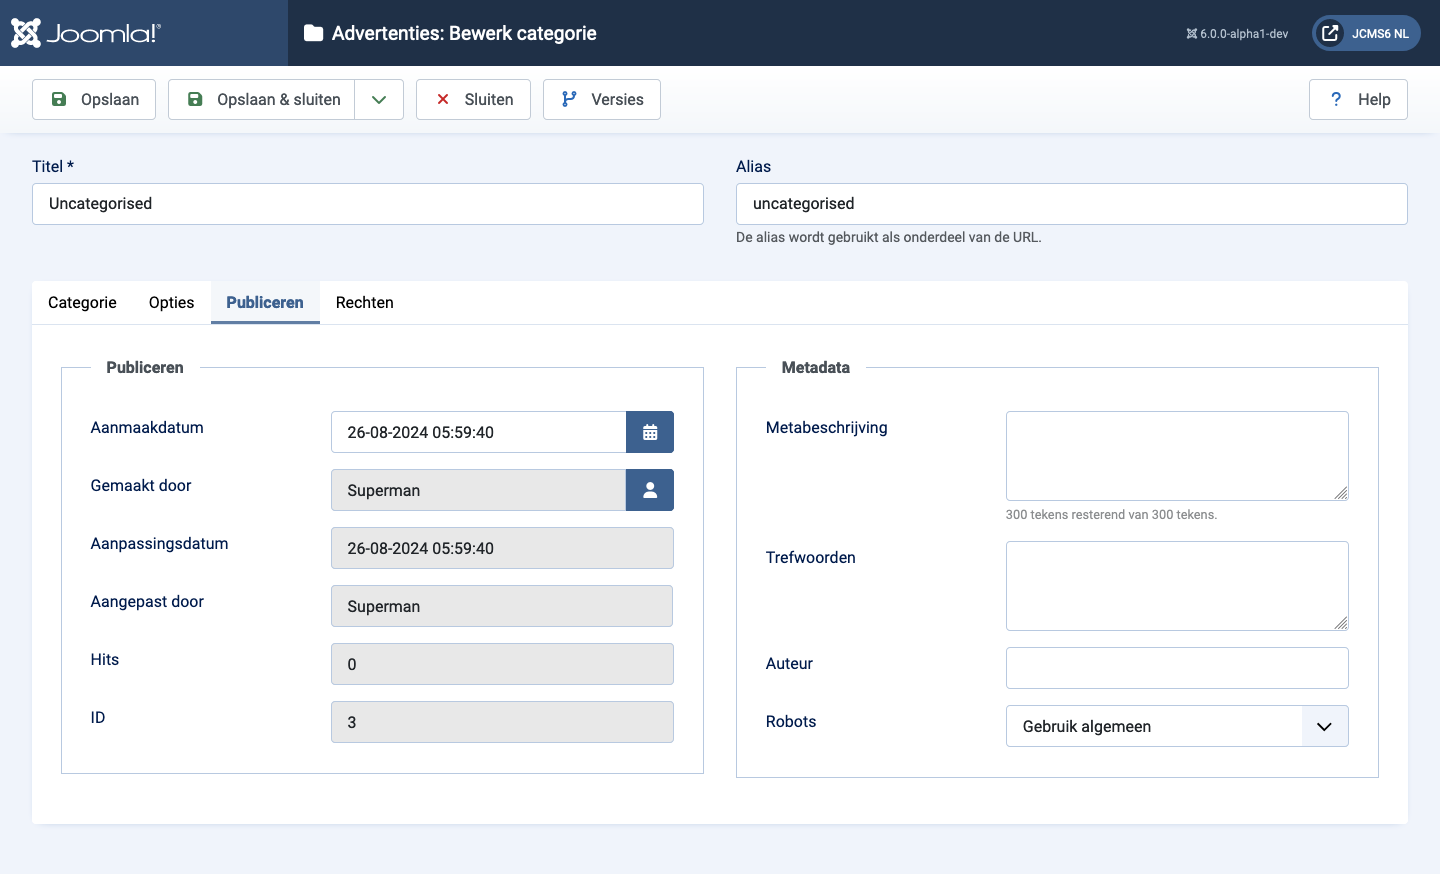 Joomla!®
Advertenties: Bewerk categorie
6.0.0-alpha1-dev
JCMS6 NL
Opslaan
Opslaan & sluiten
Sluiten
Versies
? Help
Titel *
Alias
Uncategorised
uncategorised
De alias wordt gebruikt als onderdeel van de URL.
Categorie
Opties
Publiceren
Rechten
Publiceren
Aanmaakdatum
26-08-2024 05:59:40
Gemaakt door
Superman
Aanpassingsdatum
26-08-2024 05:59:40
Aangepast door
Superman
Hits
0
ID
3
Metadata
Metabeschrijving
300 tekens resterend van 300 tekens.
Trefwoorden
Auteur
Robots
Gebruik algemeen